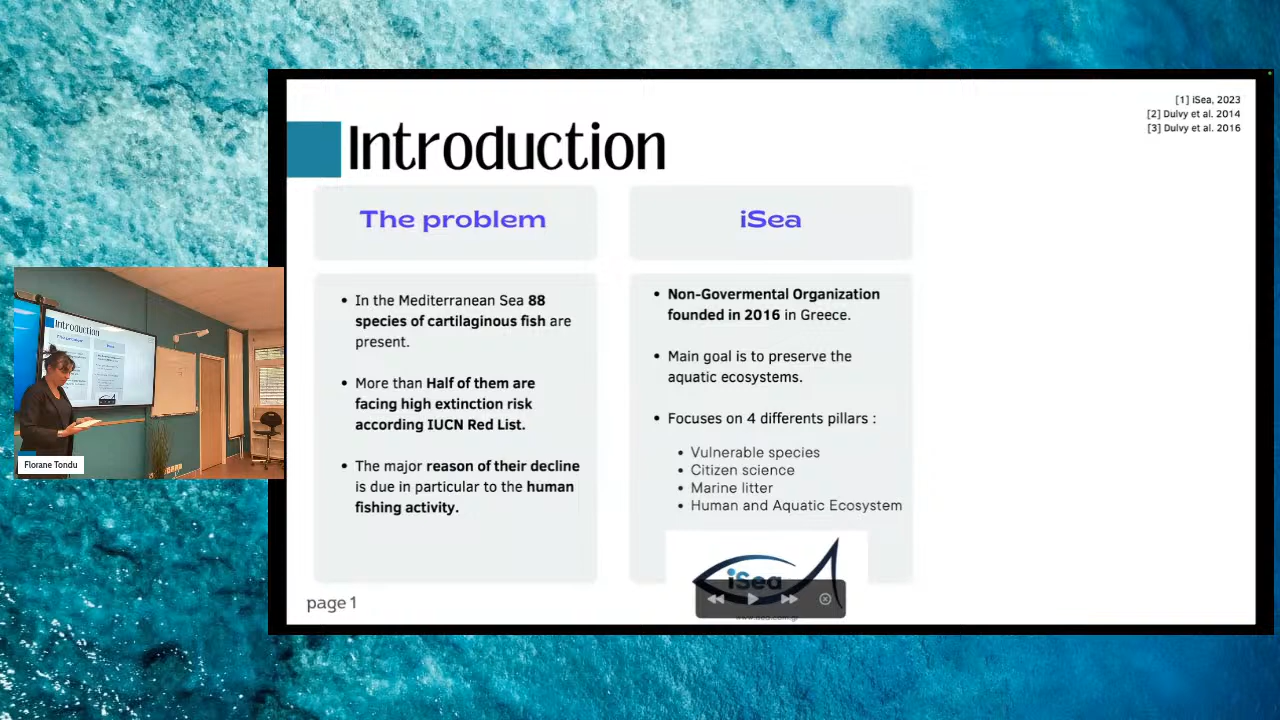 [1] iSea, 2023
[2] Dulvy et al. 2014
[3] Dulvy et al. 2016
Introduction
The problem
• In the Mediterranean Sea 88
species of cartilaginous fish are
present.
• More than Half of them are
facing high extinction risk
according IUCN Red List.
• The major reason of their decline
is due in particular to the human
fishing activity.
iSea
• Non-Govermental Organization
founded in 2016 in Greece.
• Main goal is to preserve the
aquatic ecosystems.
• Focuses on 4 differents pillars :
• Vulnerable species
• Citizen science
• Marine litter
• Human and Aquatic Ecosystem
iSea
page 1
Introduction
Florane Tondu